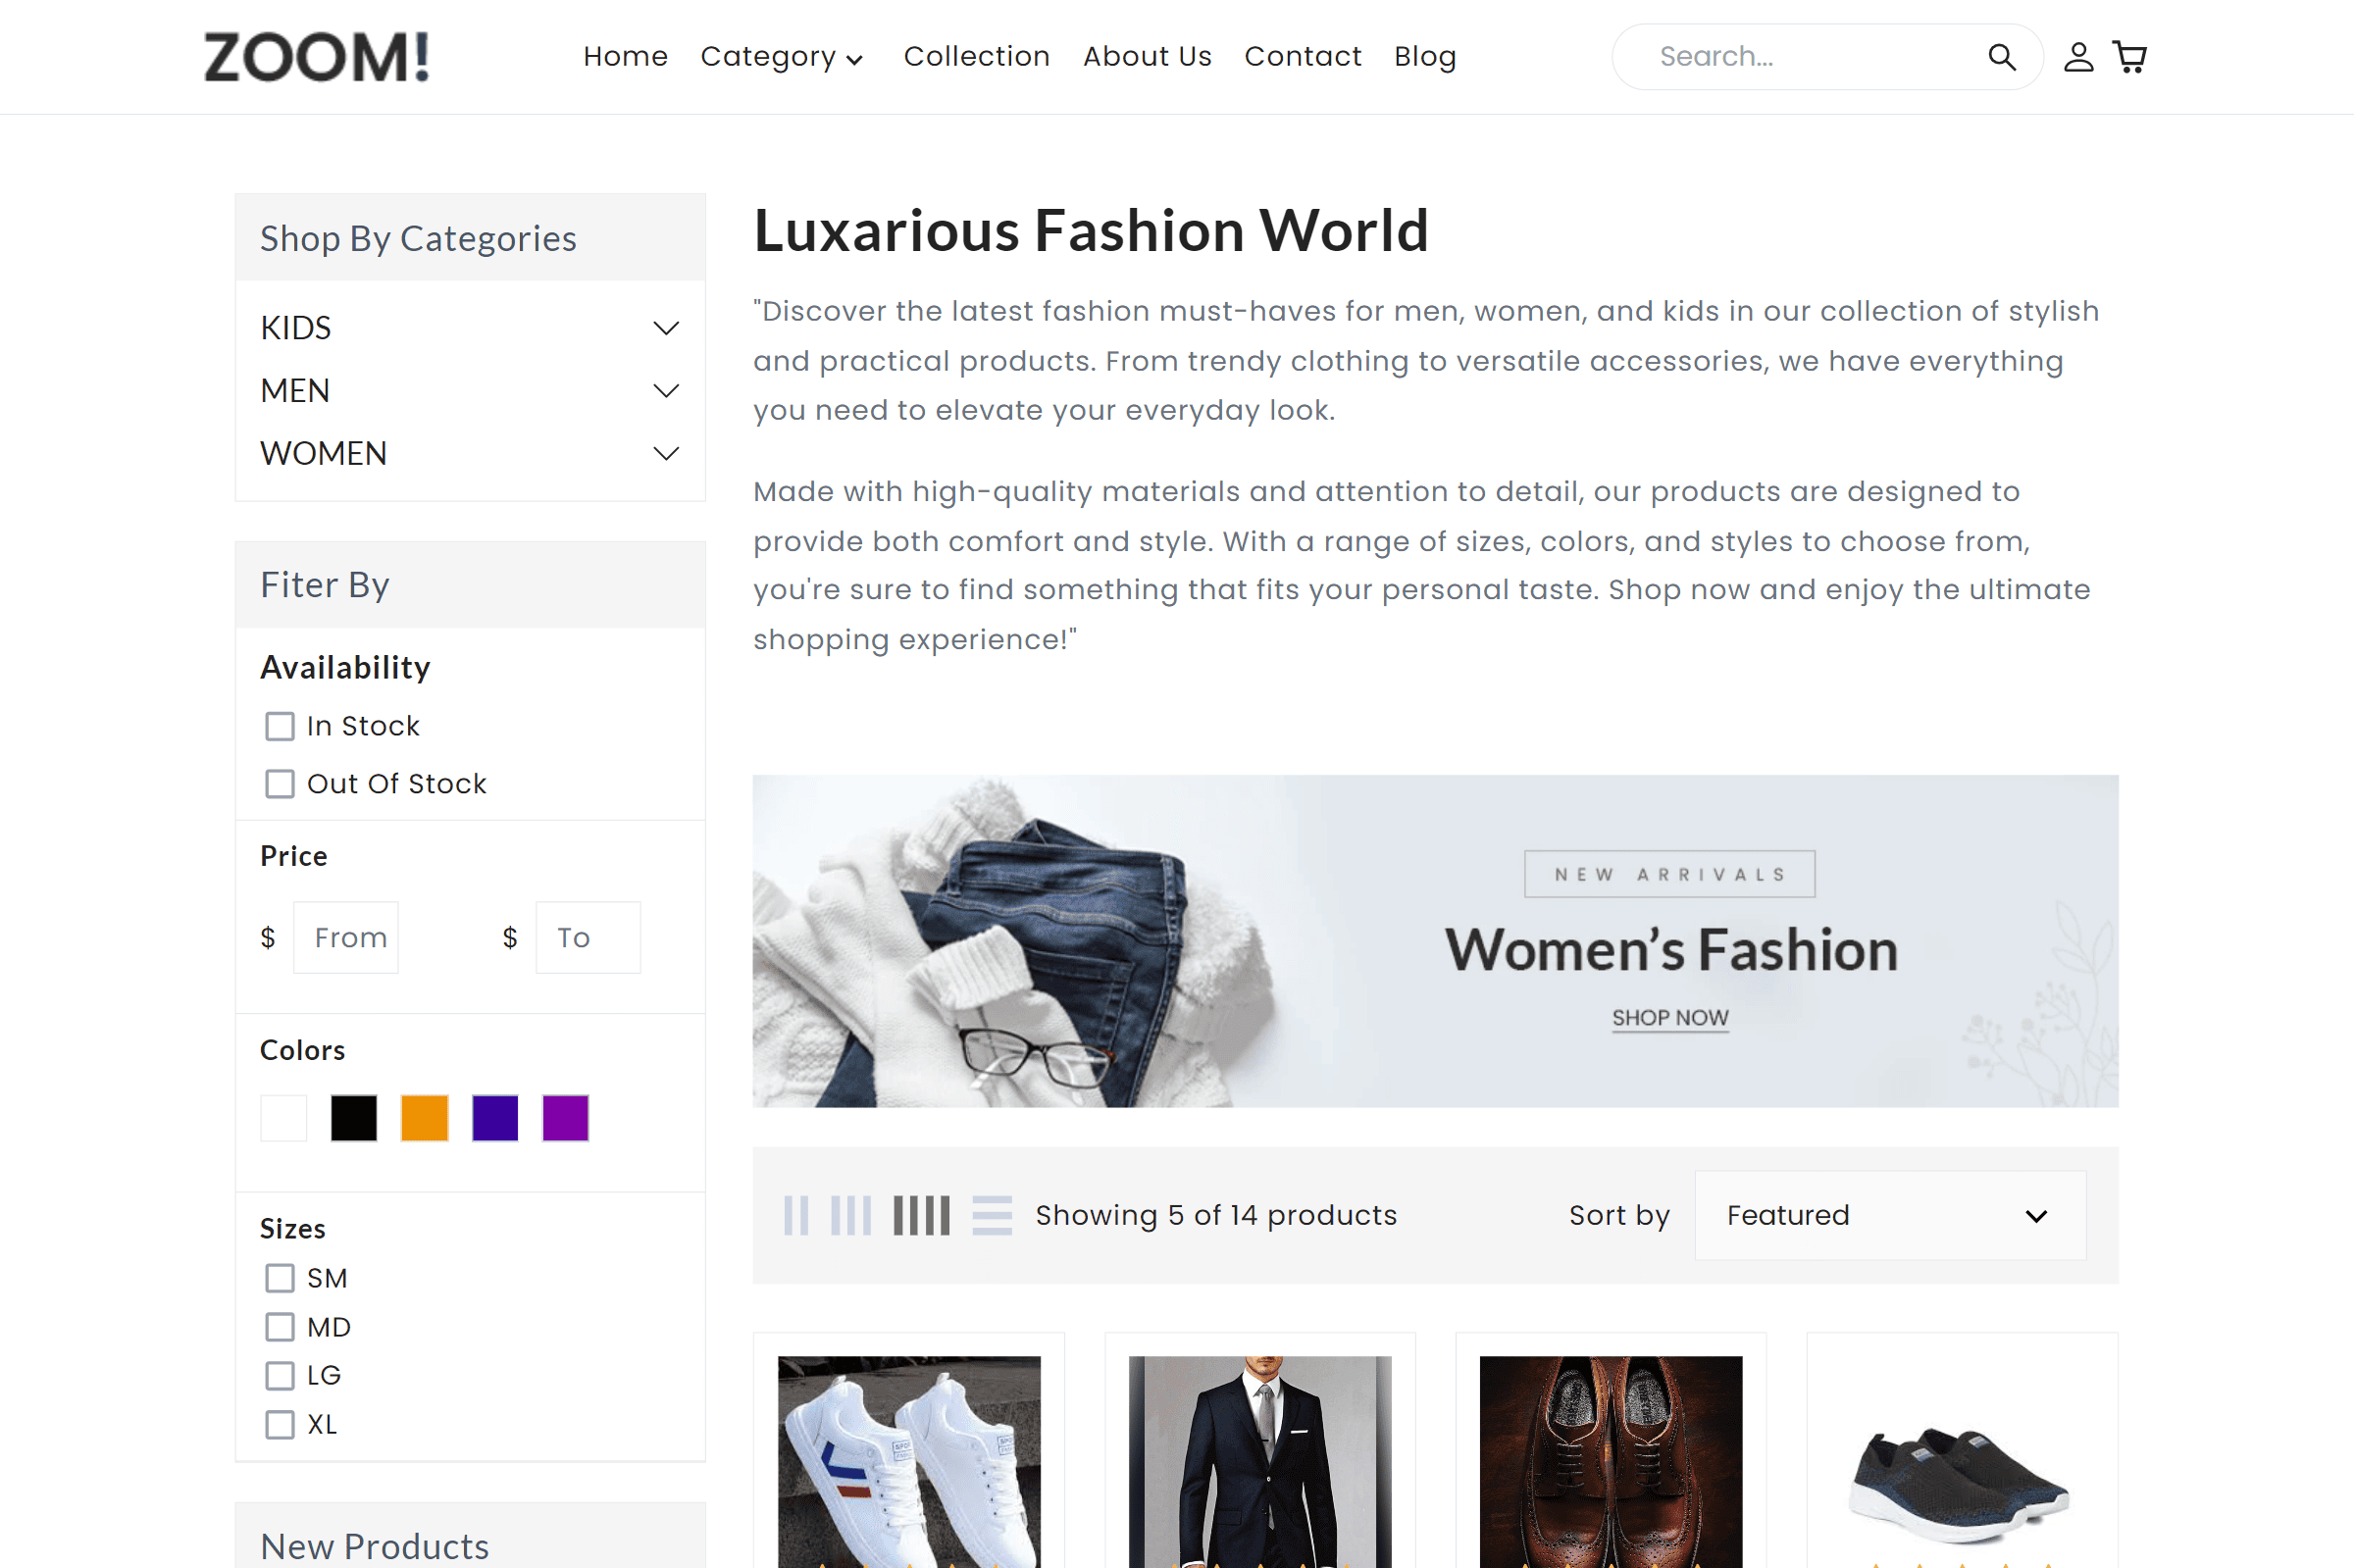 ZOOM!
Home Category Collection About Us Contact Blog
Search...
Shop By Categories
KIDS
MEN
WOMEN
Fiter By
Availability
In Stock
Out Of Stock
Price
$ From $ To
Colors
Sizes
SM
MD
LG
XL
New Products
Luxarious Fashion World
"Discover the latest fashion must-haves for men, women, and kids in our collection of stylish
and practical products. From trendy clothing to versatile accessories, we have everything
you need to elevate your everyday look.
Made with high-quality materials and attention to detail, our products are designed to
provide both comfort and style. With a range of sizes, colors, and styles to choose from,
you're sure to find something that fits your personal taste. Shop now and enjoy the ultimate
shopping experience!"
NEW ARRIVALS
Women’s Fashion
SHOP NOW
Showing 5 of 14 products
Sort by Featured